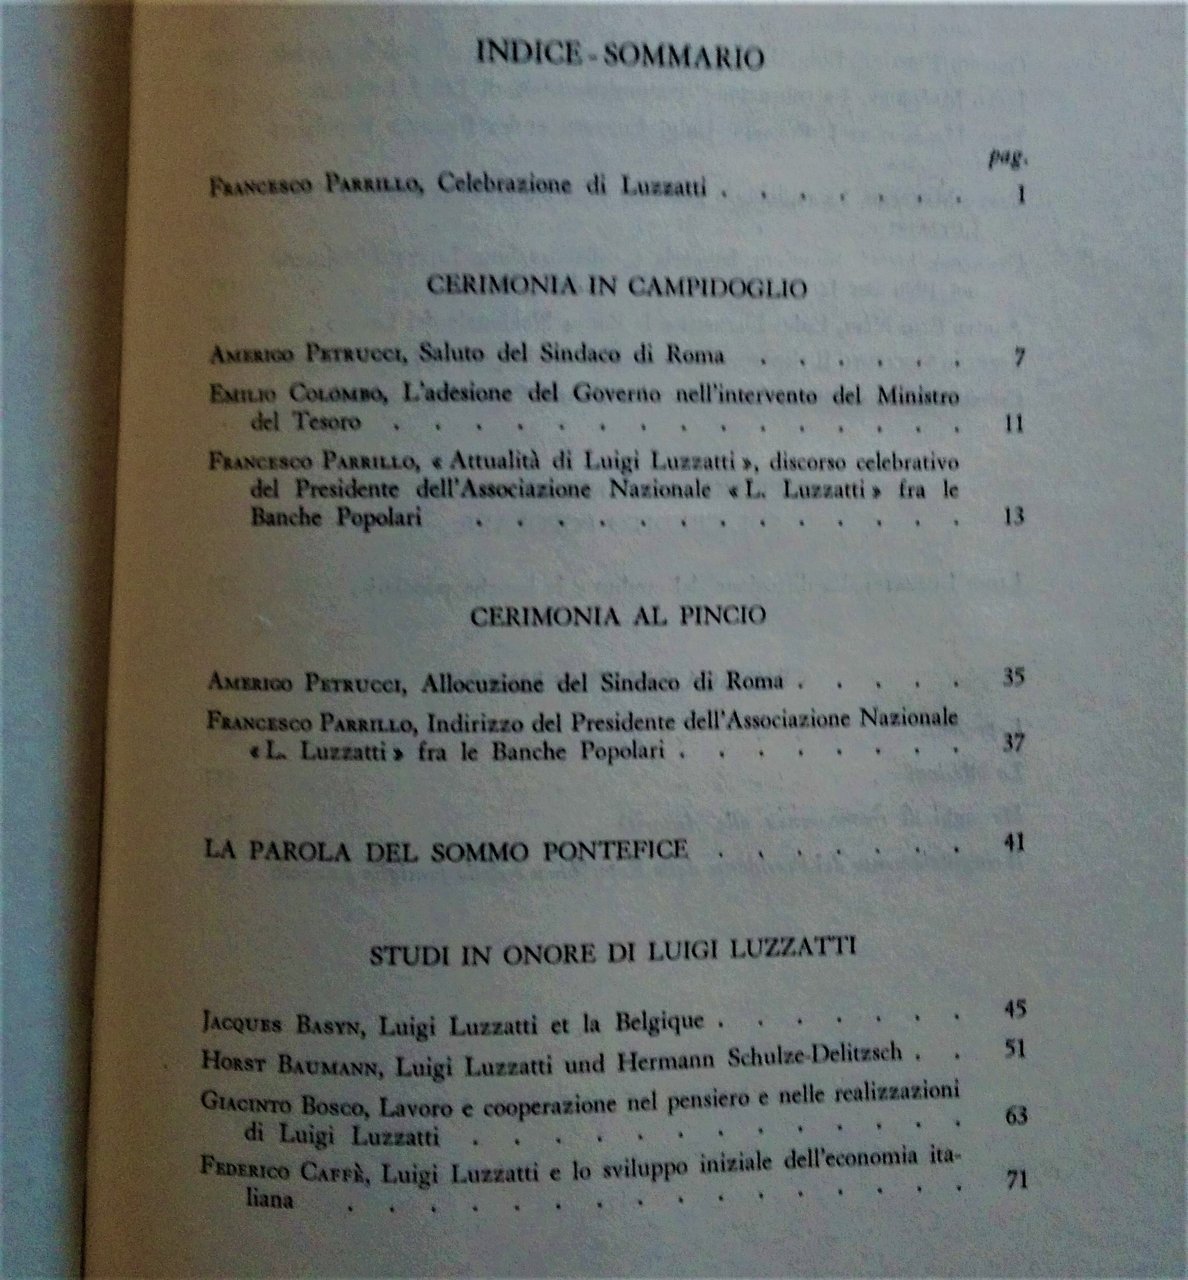 INDICE - SOMMARIO
pag.
FRANCESCO PARRILLO, Celebrazione di Luzzatti . . . . . . . 1
CERIMONIA IN CAMPIDOGLIO
AMERIGO PETRUCCI, Saluto del Sindaco di Roma . . . . . . 7
EMILIO COLOMBO, L'adesione del Governo nell'intervento del Ministro
del Tesoro . . . . . . . . . . . . . . . 11
FRANCESCO PARRILLO, « Attualità di Luigi Luzzatti », discorso celebrativo
del Presidente dell'Associazione Nazionale « L. Luzzatti » fra le
Banche Popolari . . . . . . . . . . . . . 13
CERIMONIA AL PINCIO
AMERIGO PETRUCCI, Allocuzione del Sindaco di Roma . . . . . 35
FRANCESCO PARRILLO, Indirizzo del Presidente dell'Associazione Nazionale
« L. Luzzatti » fra le Banche Popolari . . . . . . . . 37
LA PAROLA DEL SOMMO PONTEFICE . . . . . . . 41
STUDI IN ONORE DI LUIGI LUZZATTI
JACQUES BASYN, Luigi Luzzatti et la Belgique . . . . . . . 45
HORST BAUMANN, Luigi Luzzatti und Hermann Schulze-Delitzsch . . 51
GIACINTO BOSCO, Lavoro e cooperazione nel pensiero e nelle realizzazioni
di Luigi Luzzatti . . . . . . . . . . . . . 63
FEDERICO CAFFÈ, Luigi Luzzatti e lo sviluppo iniziale dell'economia ita-
liana . . . . . . . . . . . . . . . . 71